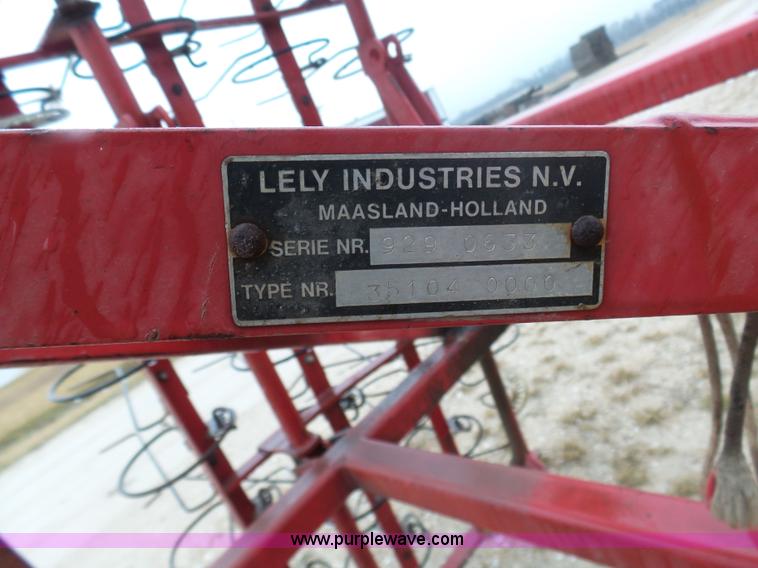 LELY INDUSTRIES N.V.
MAASLAND-HOLLAND
SERIE NR. 929 0633
TYPE NR. 35104 0000
www.purplewave.com